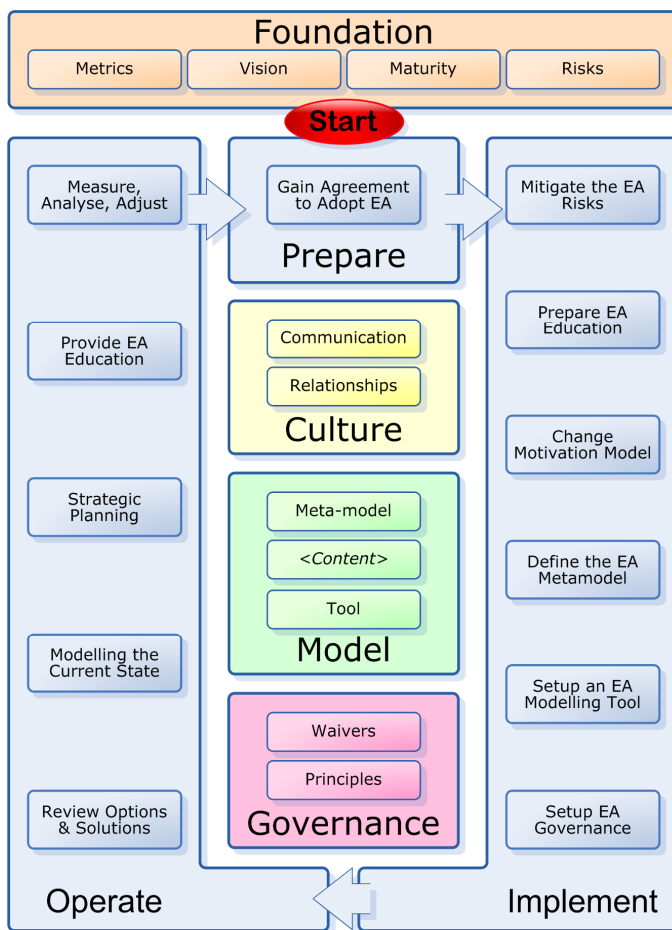 Foundation
Metrics
Vision
Maturity
Risks
Start
Measure,
Analyse, Adjust
Provide EA
Education
Strategic
Planning
Modelling the
Current State
Review Options
& Solutions
Operate
Gain Agreement
to Adopt EA
Prepare
Communication
Relationships
Culture
Meta-model
<Content>
Tool
Model
Waivers
Principles
Governance
Mitigate the EA
Risks
Prepare EA
Education
Change
Motivation Model
Define the EA
Metamodel
Setup an EA
Modelling Tool
Setup EA
Governance
Implement